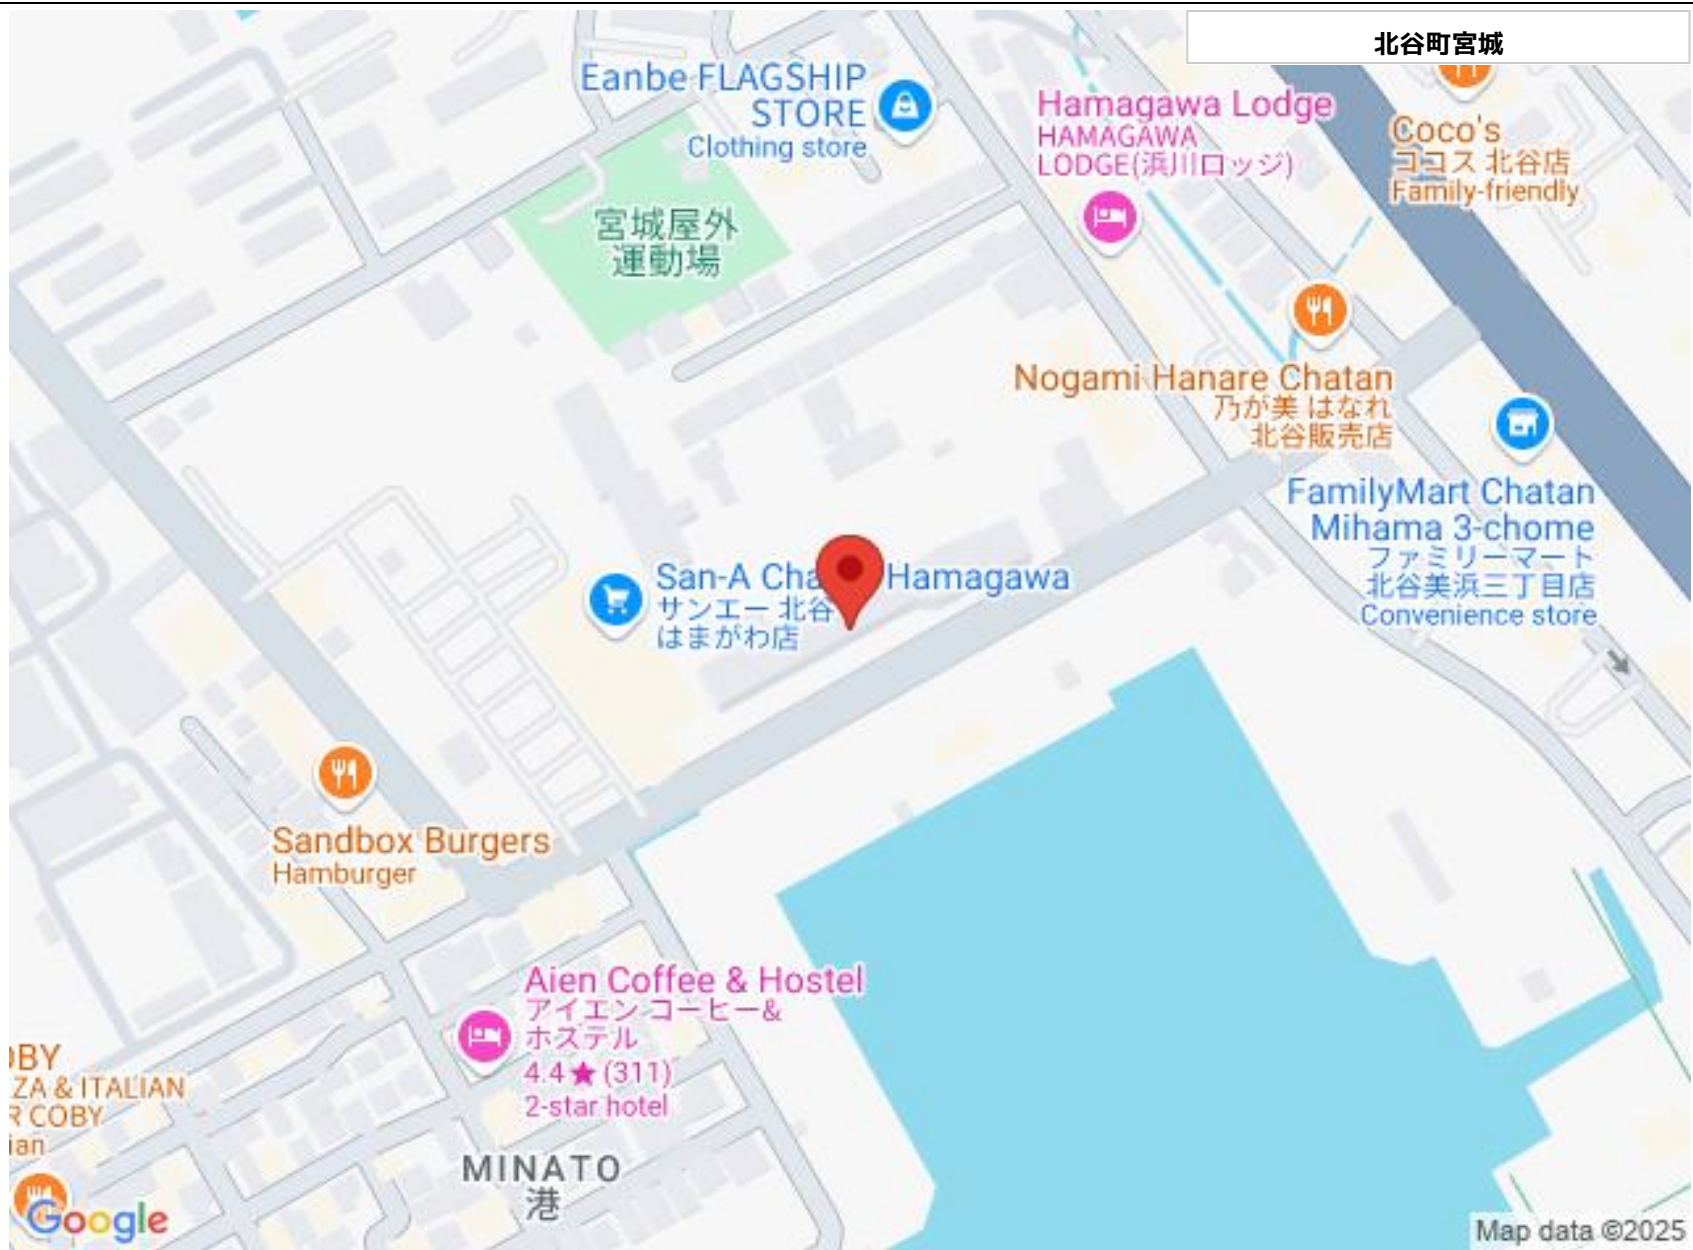 北谷町宮城
Eanbe FLAGSHIP
STORE
Clothing store
Hamagawa Lodge
HAMAGAWA
LODGE(浜川ロッジ)
Coco's
ココス 北谷店
Family-friendly
宮城屋外
運動場
Nogami Hanare Chatan
乃が美 はなれ
北谷販売店
FamilyMart Chatan
Mihama 3-chome
ファミリーマート
北谷美浜三丁目店
Convenience store
San-A Cha Hamagawa
サンエー 北谷
はまがわ店
Sandbox Burgers
Hamburger
Aien Coffee & Hostel
アイエン コーヒー&
ホステル
4.4★(311)
2-star hotel
OBY
ZA & ITALIAN
R COBY
ian
MINATO
港
Google
Map data ©2025